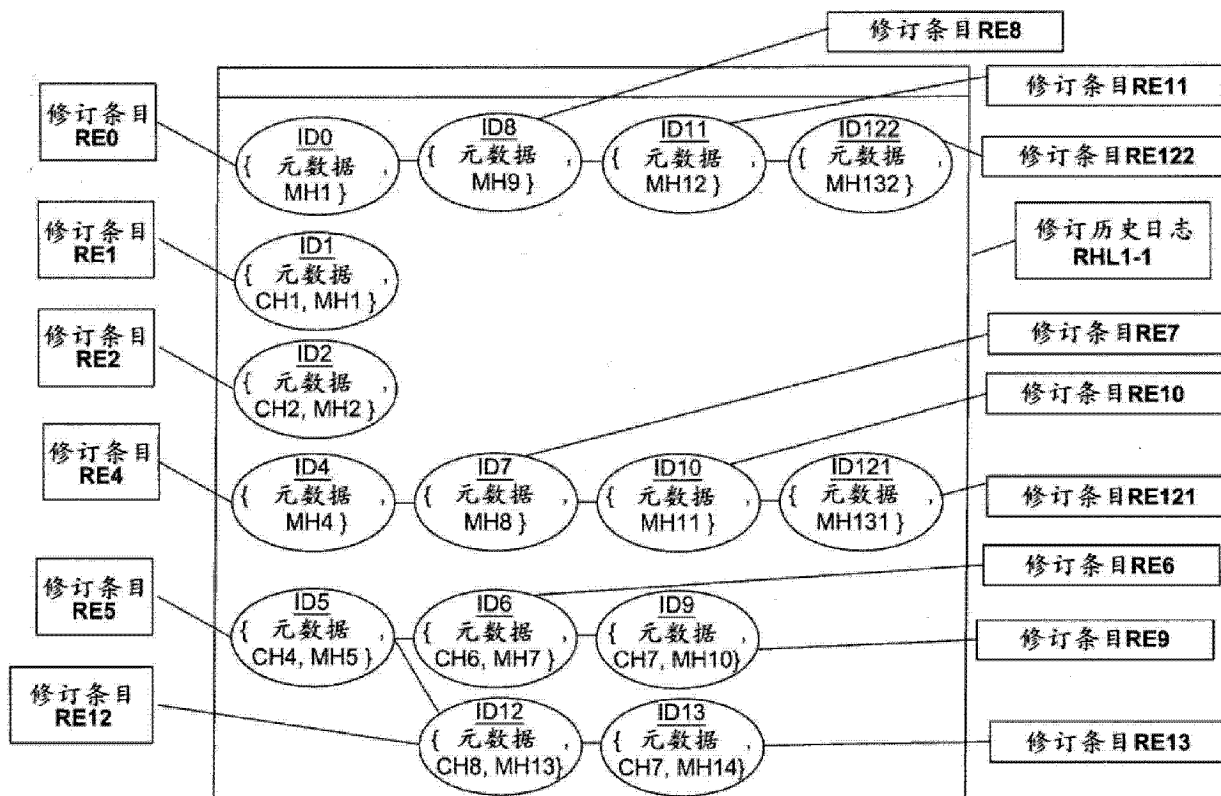 修订条目RE8
修订条目
RE0
修订条目RE11
ID0
{ 元数据 ,
MH1 }
ID8
{ 元数据 ,
MH9 }
ID11
{ 元数据 ,
MH12 }
ID122
{ 元数据 ,
MH132 }
修订条目RE122
修订条目
RE1
ID1
{ 元数据 ,
CH1, MH1 }
修订历史日志
RHL1-1
修订条目
RE2
ID2
{ 元数据 ,
CH2, MH2 }
修订条目RE7
修订条目RE10
修订条目
RE4
ID4
{ 元数据 ,
MH4 }
ID7
{ 元数据 ,
MH8 }
ID10
{ 元数据 ,
MH11 }
ID121
{ 元数据 ,
MH131 }
修订条目RE121
修订条目RE6
修订条目
RE5
ID5
{ 元数据 ,
CH4, MH5 }
ID6
{ 元数据 ,
CH6, MH7 }
ID9
{ 元数据 ,
CH7, MH10}
修订条目RE9
修订条目
RE12
ID12
{ 元数据 ,
CH8, MH13}
ID13
{ 元数据 ,
CH7, MH14}
修订条目RE13